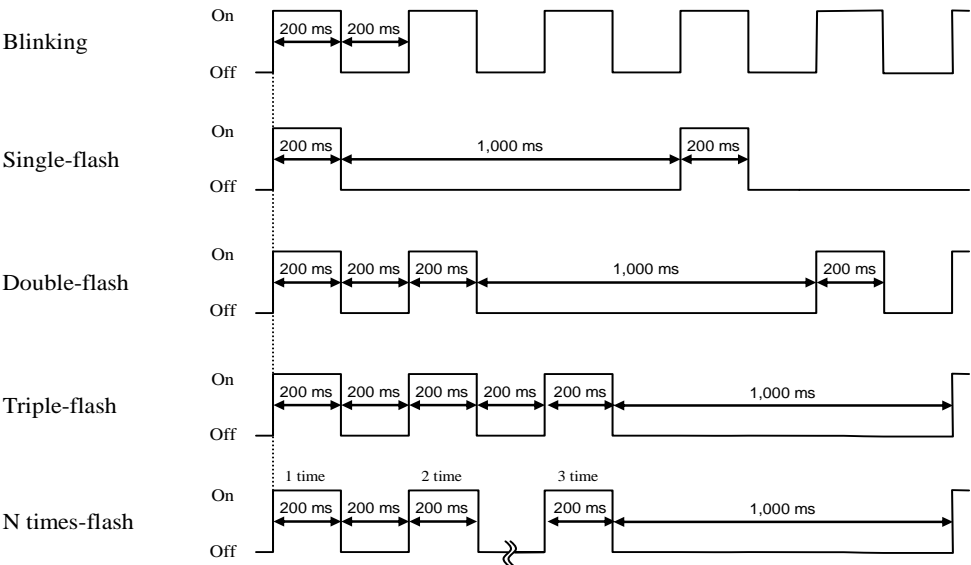 On
Blinking
200 ms 200 ms
Off
On
Single-flash
200 ms 1,000 ms 200 ms
Off
On
Double-flash
200 ms 200 ms 200 ms 1,000 ms 200 ms
Off
On
Triple-flash
200 ms 200 ms 200 ms 200 ms 200 ms 1,000 ms
Off
1 time 2 time 3 time
On
N times-flash
200 ms 200 ms 200 ms 200 ms 1,000 ms
Off